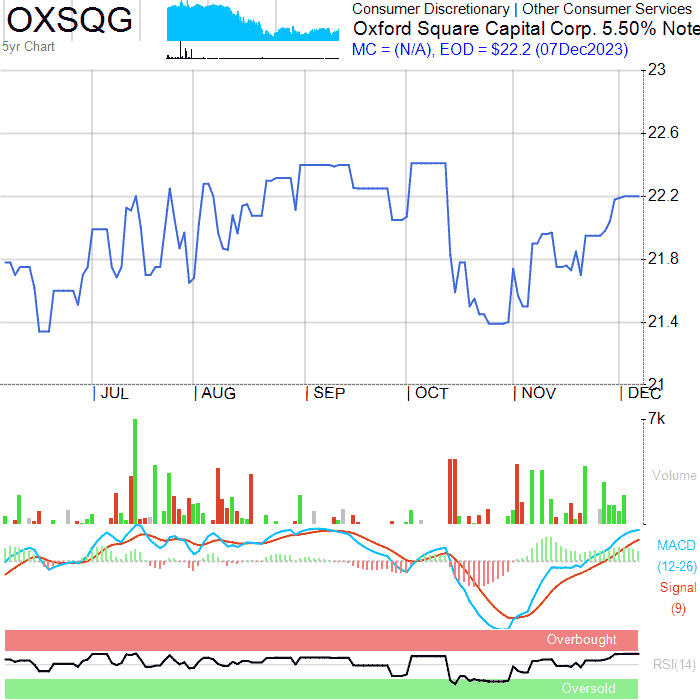 OXSQG
5yr Chart
Consumer Discretionary | Other Consumer Services
Oxford Square Capital Corp. 5.50% Note
MC = (N/A), EOD = $22.2 (07Dec2023)
23
22.6
22.2
21.8
21.4
21
JUL AUG SEP OCT NOV DEC
7k
Volume
MACD
(12-26)
Signal
(9)
Overbought
RSI(14)
Oversold